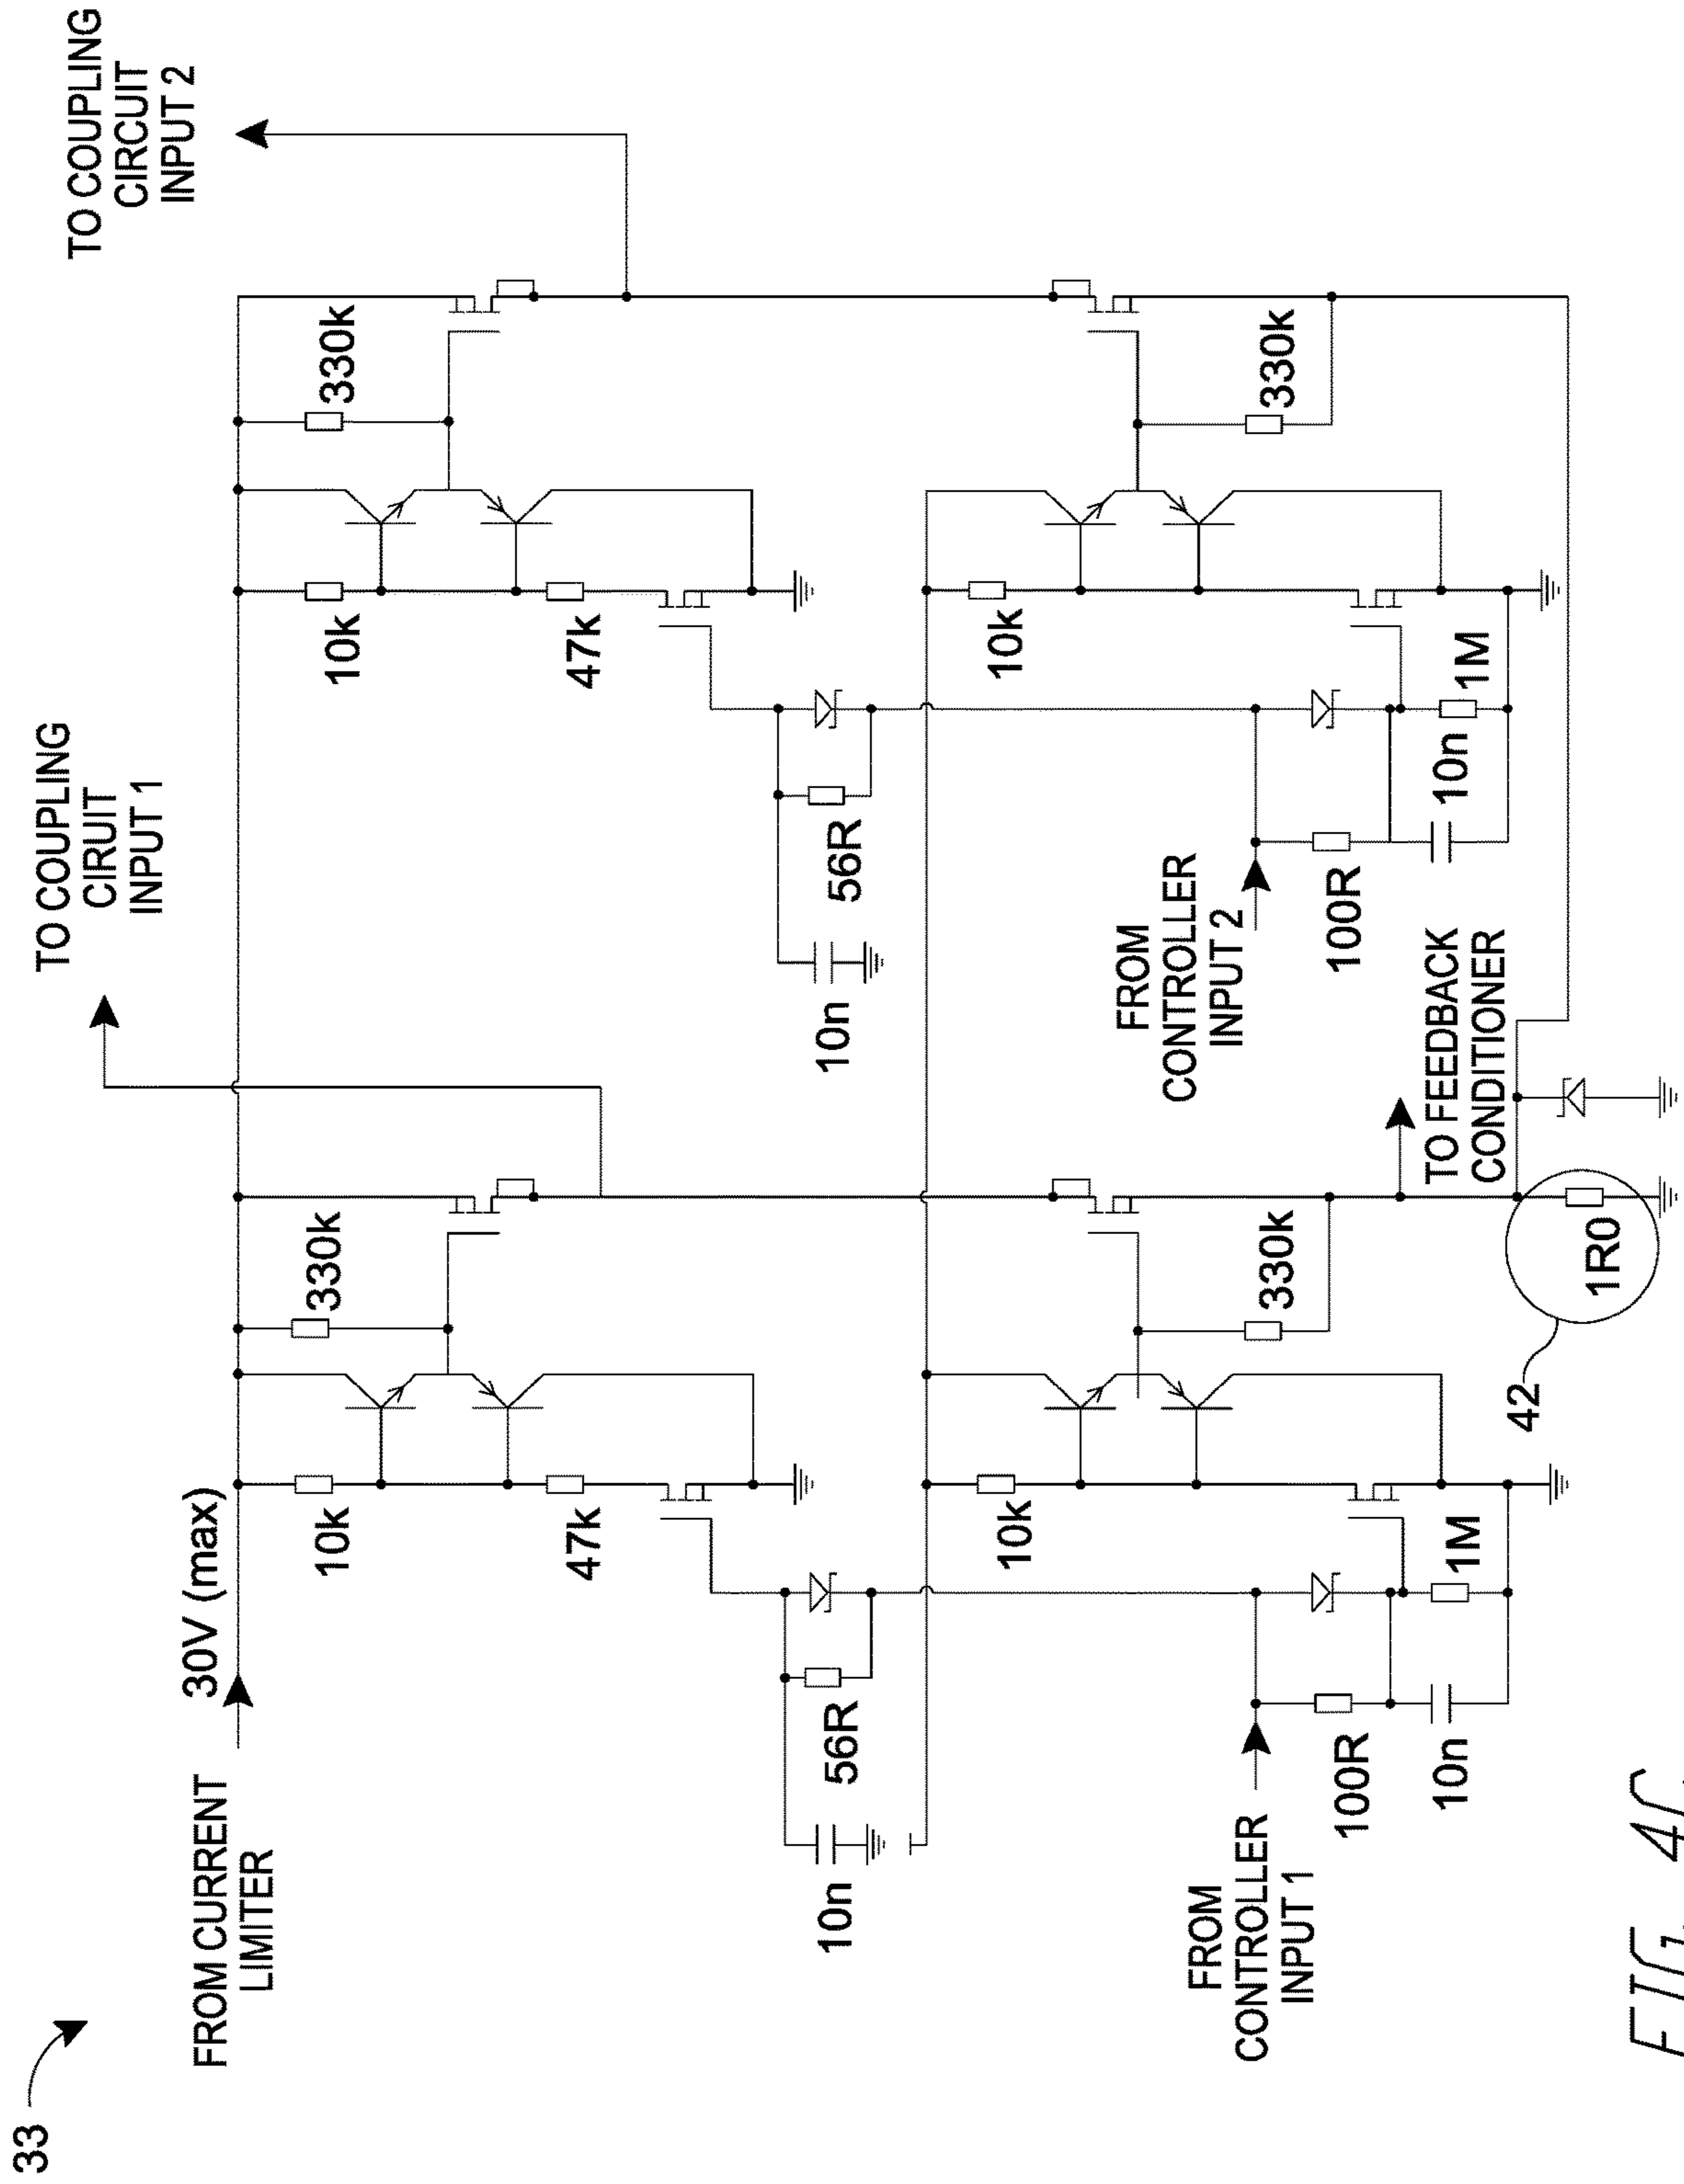 33
TO COUPLING
CIRCUIT
INPUT 2
TO COUPLING
CIRUIT
INPUT 1
FROM CURRENT
LIMITER
30V (max)
330k
330k
10k
10k
47k
47k
56R
56R
10n
10n
330k
330k
10k
10k
FROM
CONTROLLER
INPUT 1
FROM
CONTROLLER
INPUT 2
100R
100R
1M
1M
10n
10n
TO FEEDBACK
CONDITIONER
1R0
42
FIG. 4C